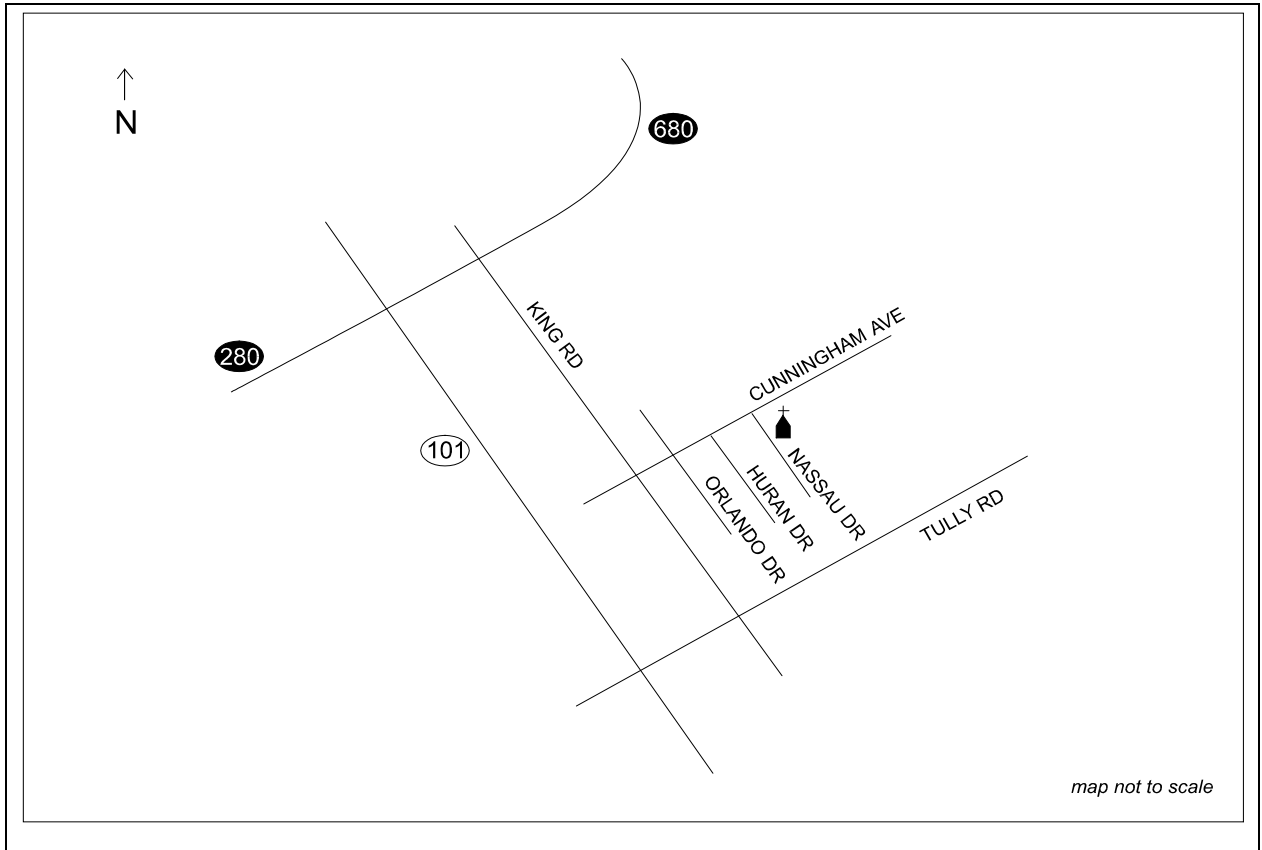 N
680
280
KING RD
CUNNINGHAM AVE
101
NASSAU DR
HURAN DR
ORLANDO DR
TULLY RD
map not to scale